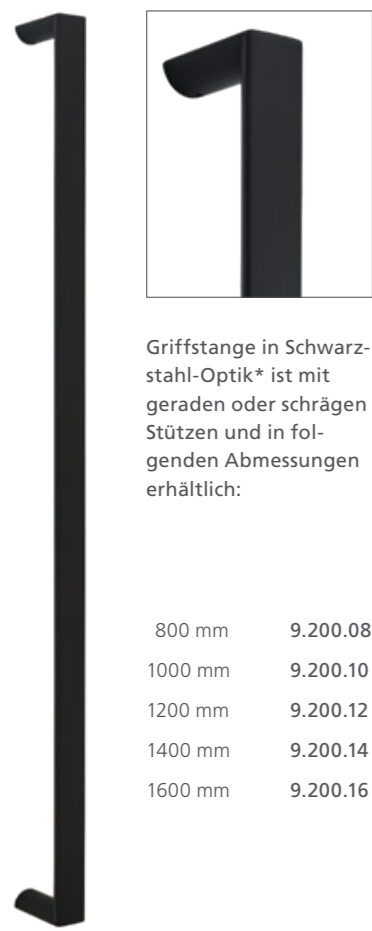 Griffstange in Schwarz-
stahl-Optik* ist mit
geraden oder schrägen
Stützen und in fol-
genden Abmessungen
erhältlich:
800 mm 9.200.08
1000 mm 9.200.10
1200 mm 9.200.12
1400 mm 9.200.14
1600 mm 9.200.16